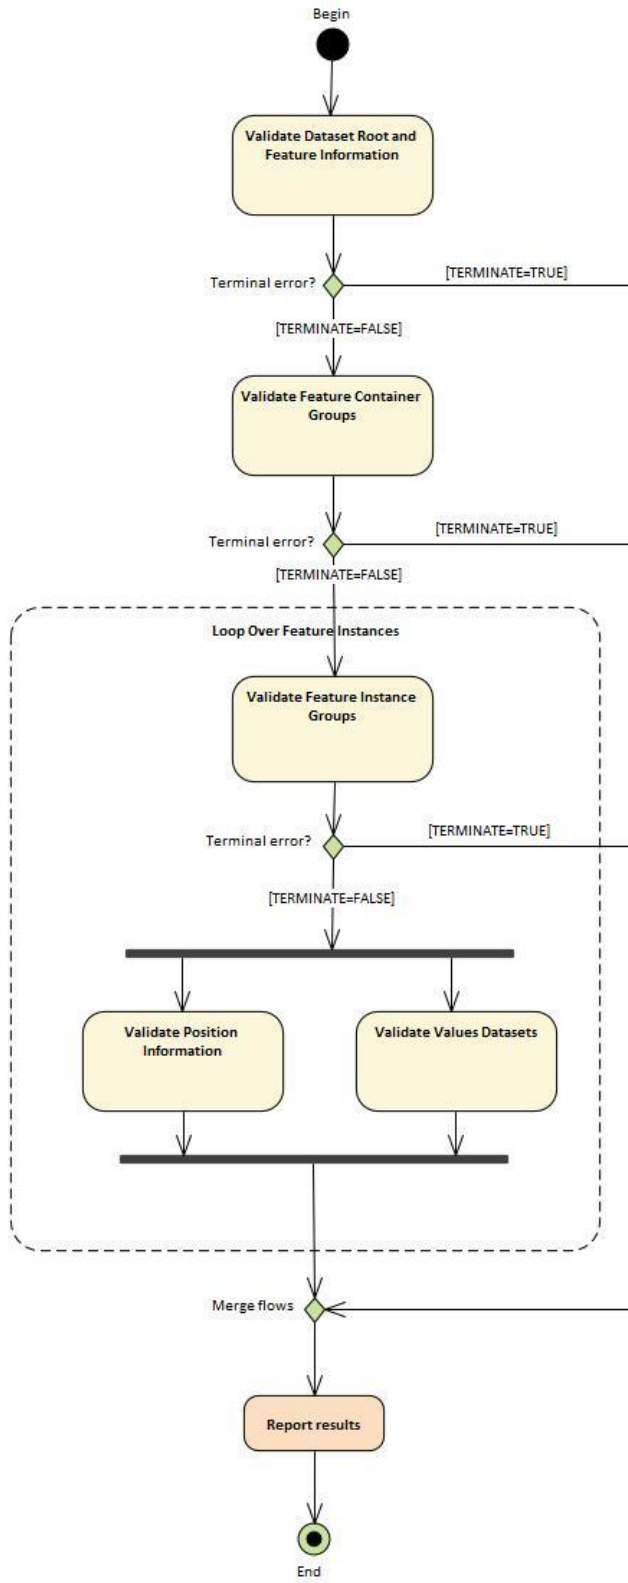 Begin
Validate Dataset Root and
Feature Information
Terminal error?
[TERMINATE=TRUE]
[TERMINATE=FALSE]
Validate Feature Container
Groups
Terminal error?
[TERMINATE=TRUE]
[TERMINATE=FALSE]
Loop Over Feature Instances
Validate Feature Instance
Groups
Terminal error?
[TERMINATE=TRUE]
[TERMINATE=FALSE]
Validate Position
Information
Validate Values Datasets
Merge flows
Report results
End